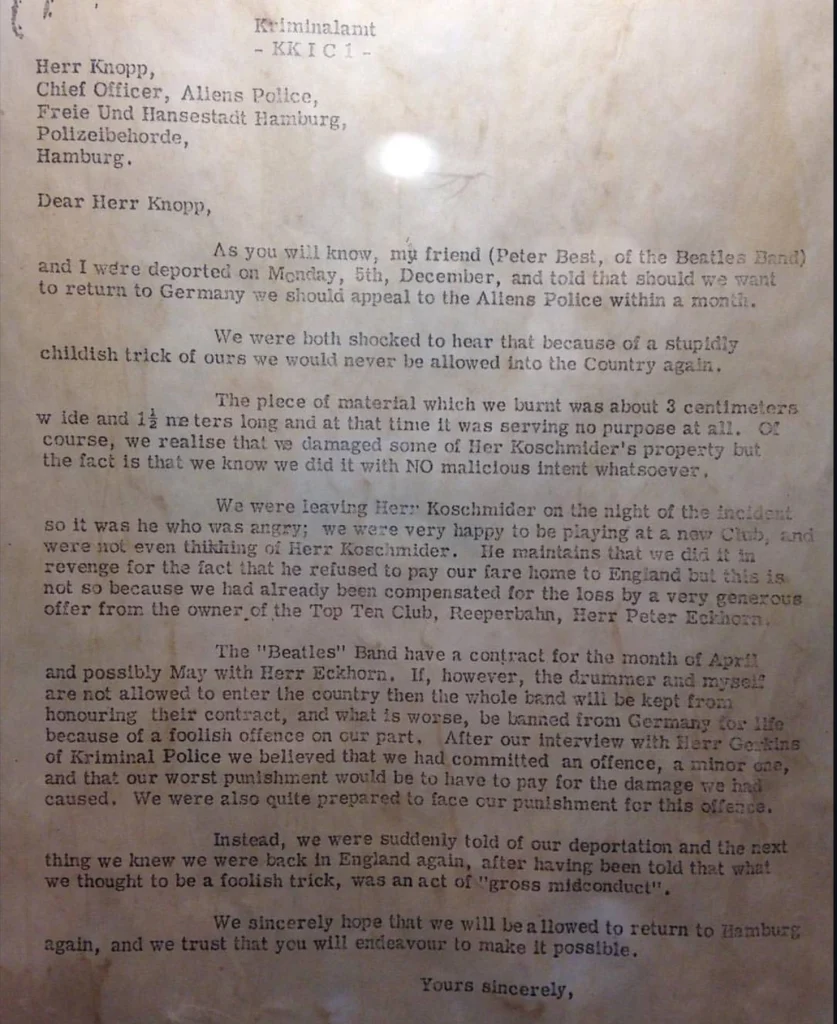 Kriminalamt
- KK I C 1 -
Herr Knopp,
Chief Officer, Aliens Police,
Freie Und Hansestadt Hamburg,
Polizeibehorde,
Hamburg.
Dear Herr Knopp,
As you will know, my friend (Peter Best, of the Beatles Band)
and I were deported on Monday, 5th, December, and told that should we want
to return to Germany we should appeal to the Aliens Police within a month.
We were both shocked to hear that because of a stupidly
childish trick of ours we would never be allowed into the Country again.
The piece of material which we burnt was about 3 centimeters
w ide and 1½ meters long and at that time it was serving no purpose at all. Of
course, we realise that we damaged some of Her Koschmider's property but
the fact is that we know we did it with NO malicious intent whatsoever.
We were leaving Herr Koschmider on the night of the incident
so it was he who was angry; we were very happy to be playing at a new Club, and
were not even thikhing of Herr Koschmider. He maintains that we did it in
revenge for the fact that he refused to pay our fare home to England but this is
not so because we had already been compensated for the loss by a very generous
offer from the owner of the Top Ten Club, Reeperbahn, Herr Peter Eckhorn.
The "Beatles" Band have a contract for the month of April
and possibly May with Herr Eckhorn. If, however, the drummer and myself
are not allowed to enter the country then the whole band will be kept from
honouring their contract, and what is worse, be banned from Germany for life
because of a foolish offence on our part. After our interview with Herr Gerkins
of Kriminal Police we believed that we had committed an offence, a minor one,
and that our worst punishment would be to have to pay for the damage we had
caused. We were also quite prepared to face our punishment for this offence.
Instead, we were suddenly told of our deportation and the next
thing we knew we were back in England again, after having been told that what
we thought to be a foolish trick, was an act of "gross midconduct".
We sincerely hope that we will be allowed to return to Hamburg
again, and we trust that you will endeavour to make it possible.
Yours sincerely,